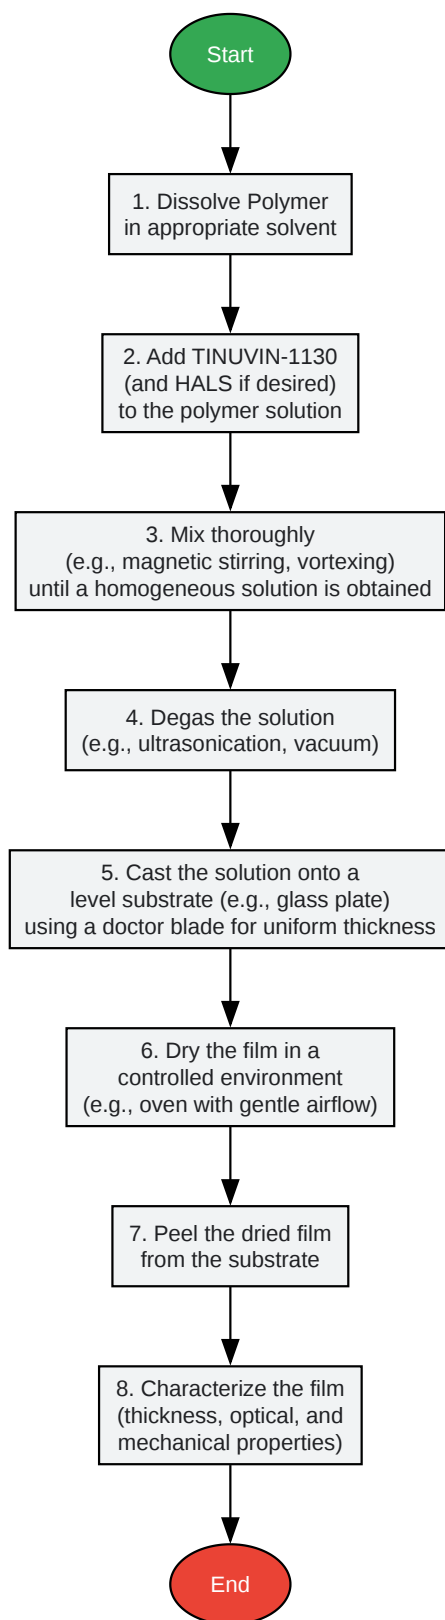 Start
1. Dissolve Polymer
in appropriate solvent
2. Add TINUVIN-1130
(and HALS if desired)
to the polymer solution
3. Mix thoroughly
(e.g., magnetic stirring, vortexing)
until a homogeneous solution is obtained
4. Degas the solution
(e.g., ultrasonication, vacuum)
5. Cast the solution onto a
level substrate (e.g., glass plate)
using a doctor blade for uniform thickness
6. Dry the film in a
controlled environment
(e.g., oven with gentle airflow)
7. Peel the dried film
from the substrate
8. Characterize the film
(thickness, optical, and
mechanical properties)
End